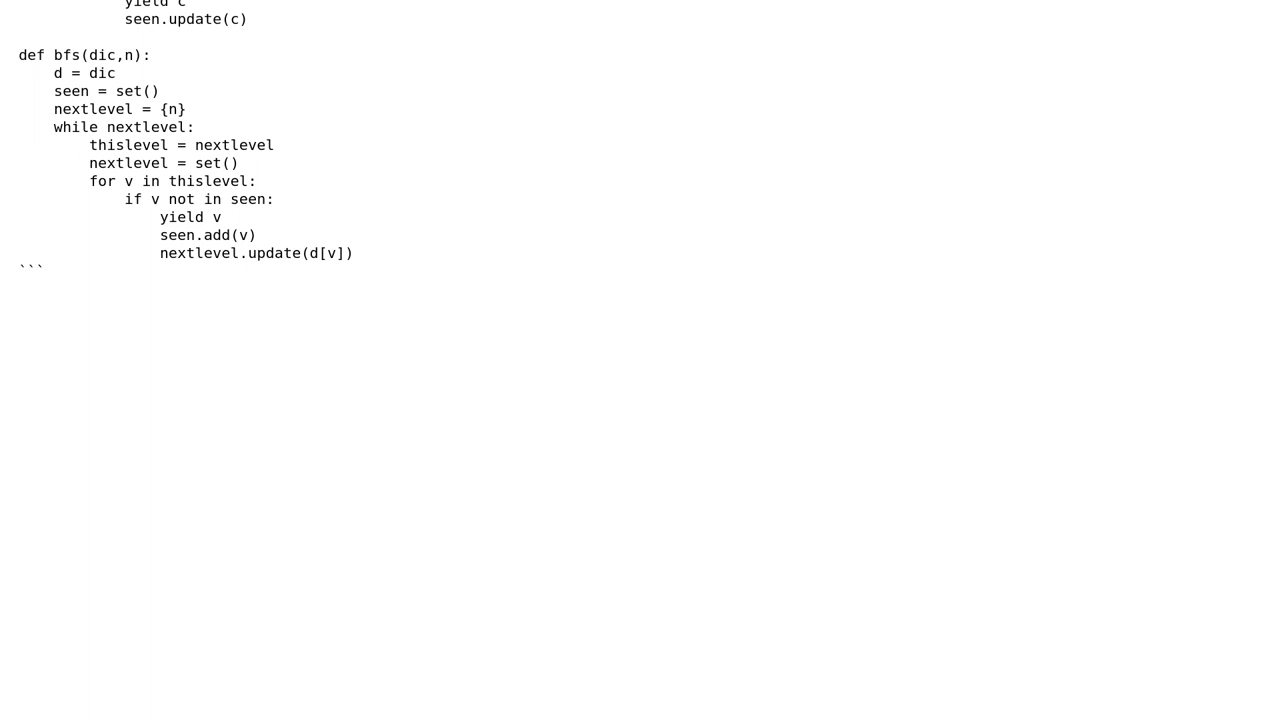 yield c
            seen.update(c)

def bfs(dic,n):
    d = dic
    seen = set()
    nextlevel = {n}
    while nextlevel:
        thislevel = nextlevel
        nextlevel = set()
        for v in thislevel:
            if v not in seen:
                yield v
                seen.add(v)
                nextlevel.update(d[v])
```